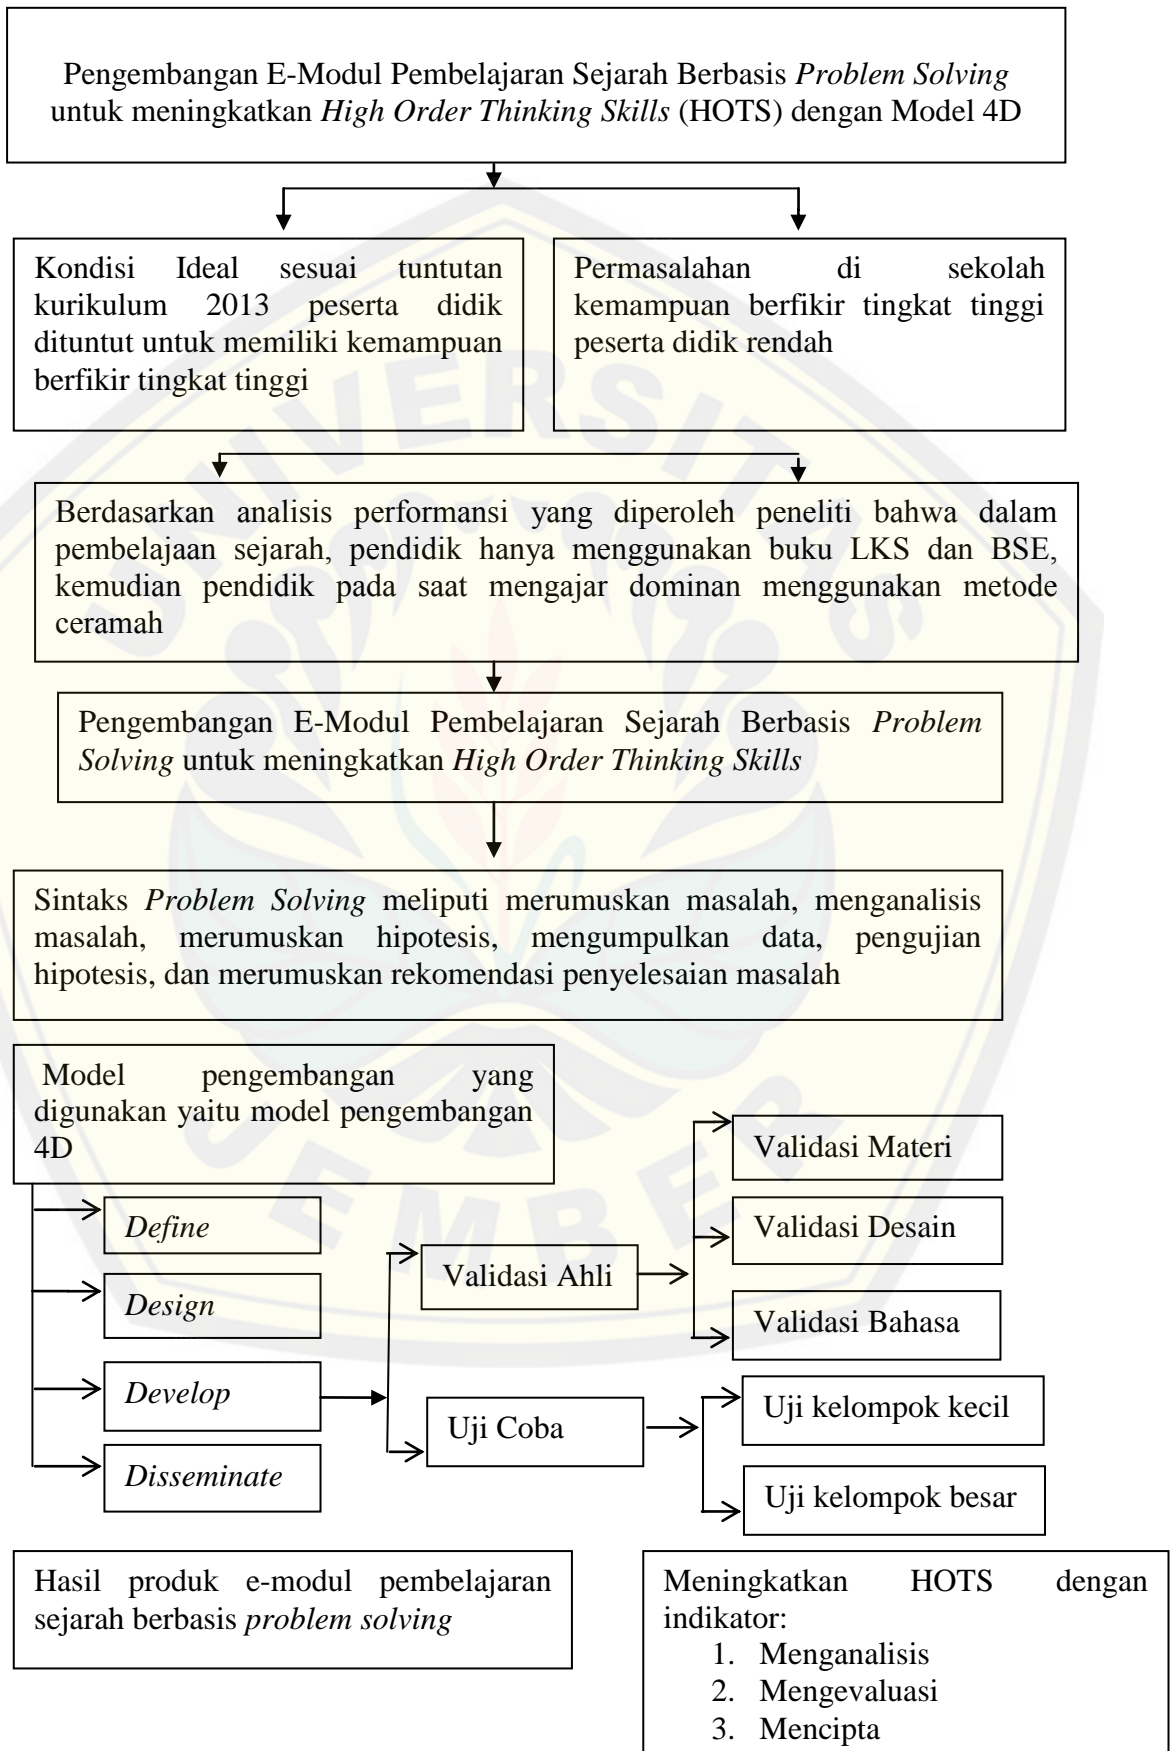 Pengembangan E-Modul Pembelajaran Sejarah Berbasis Problem Solving
untuk meningkatkan High Order Thinking Skills (HOTS) dengan Model 4D
Kondisi Ideal sesuai tuntutan
kurikulum 2013 peserta didik
dituntut untuk memiliki kemampuan
berfikir tingkat tinggi
Permasalahan di sekolah
kemampuan berfikir tingkat tinggi
peserta didik rendah
Berdasarkan analisis performansi yang diperoleh peneliti bahwa dalam
pembelajaan sejarah, pendidik hanya menggunakan buku LKS dan BSE,
kemudian pendidik pada saat mengajar dominan menggunakan metode
ceramah
Pengembangan E-Modul Pembelajaran Sejarah Berbasis Problem
Solving untuk meningkatkan High Order Thinking Skills
Sintaks Problem Solving meliputi merumuskan masalah, menganalisis
masalah, merumuskan hipotesis, mengumpulkan data, pengujian
hipotesis, dan merumuskan rekomendasi penyelesaian masalah
Model pengembangan yang
digunakan yaitu model pengembangan
4D
Define
Design
Develop
Disseminate
Validasi Ahli
Uji Coba
Validasi Materi
Validasi Desain
Validasi Bahasa
Uji kelompok kecil
Uji kelompok besar
Hasil produk e-modul pembelajaran
sejarah berbasis problem solving
Meningkatkan HOTS dengan
indikator:
1. Menganalisis
2. Mengevaluasi
3. Mencipta
UNIVERSITAS
JEMBER